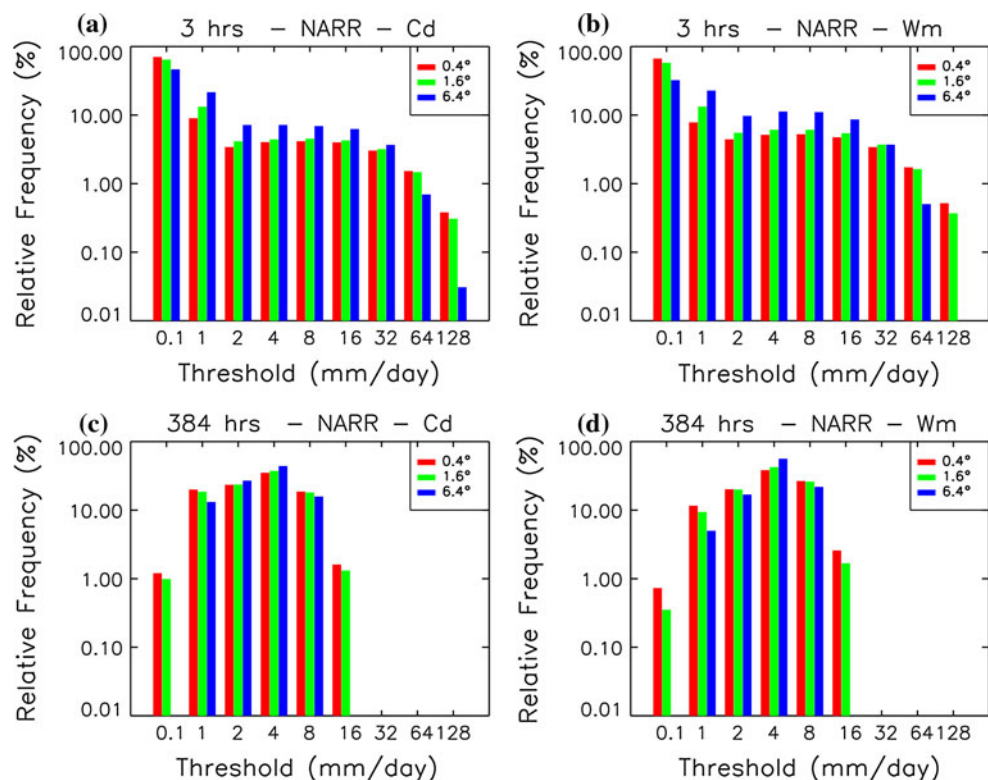 (a) 3 hrs – NARR – Cd
Relative Frequency (%)
100.00
10.00
1.00
0.10
0.01
0.4°
1.6°
6.4°
0.1 1 2 4 8 16 32 64 128
Threshold (mm/day)
(b) 3 hrs – NARR – Wm
Relative Frequency (%)
100.00
10.00
1.00
0.10
0.01
0.4°
1.6°
6.4°
0.1 1 2 4 8 16 32 64 128
Threshold (mm/day)
(c) 384 hrs – NARR – Cd
Relative Frequency (%)
100.00
10.00
1.00
0.10
0.01
0.4°
1.6°
6.4°
0.1 1 2 4 8 16 32 64 128
Threshold (mm/day)
(d) 384 hrs – NARR – Wm
Relative Frequency (%)
100.00
10.00
1.00
0.10
0.01
0.4°
1.6°
6.4°
0.1 1 2 4 8 16 32 64 128
Threshold (mm/day)